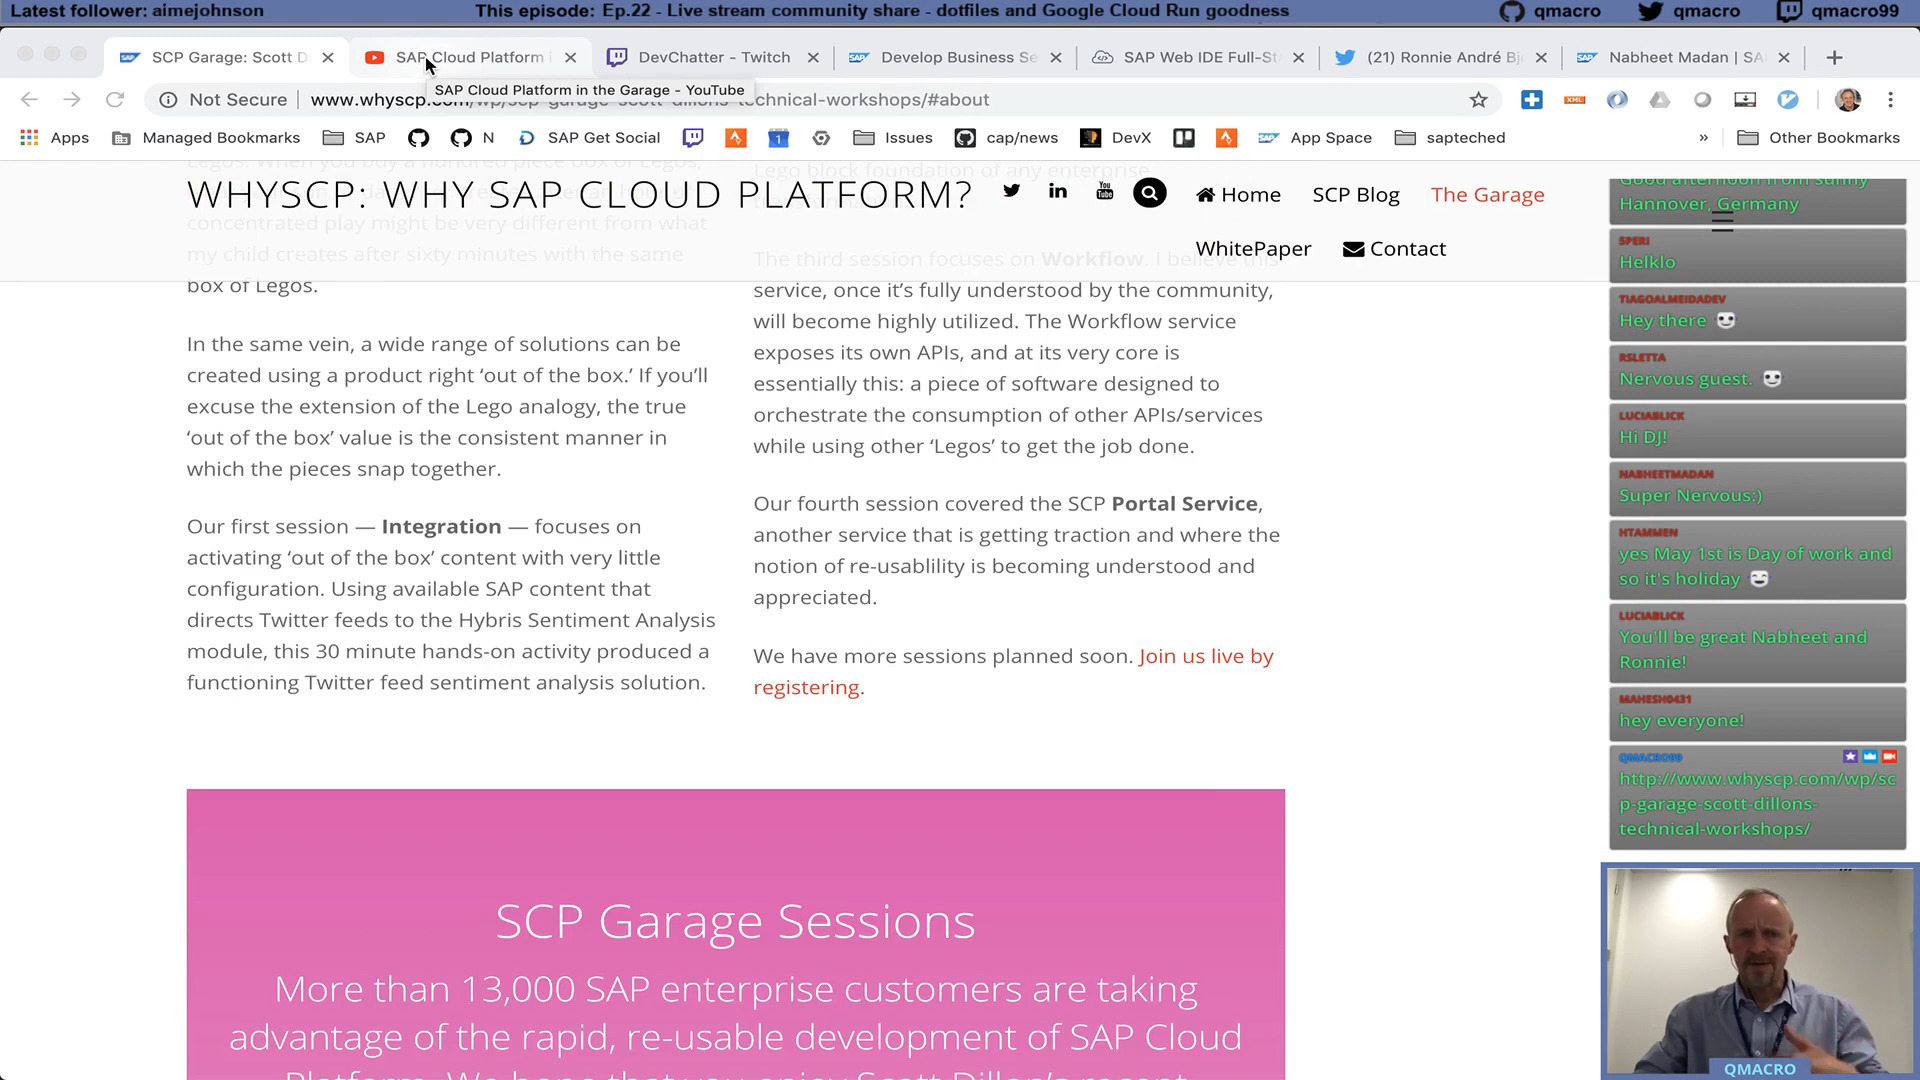 Latest follower: aimejohnson
This episode: Ep.22 - Live stream community share - dotfiles and Google Cloud Run goodness
qmacro
qmacro
qmacro99
SCP Garage: Scott D
SAP Cloud Platform i
DevChatter - Twitch
Develop Business Se
SAP Web IDE Full-Sta
(21) Ronnie André Bj
Nabheet Madan | SA
SAP Cloud Platform in the Garage - YouTube
Not Secure
www.whyscp.com/wp/scp-garage-scott-dillons-technical-workshops/#about
Apps
Managed Bookmarks
SAP
N
SAP Get Social
Issues
cap/news
DevX
App Space
sapteched
»
Other Bookmarks
WHYSCP: WHY SAP CLOUD PLATFORM?
Home
SCP Blog
The Garage
WhitePaper
Contact
Legos. When you buy a hundred piece box of Legos,
concentrated play might be very different from what
my child creates after sixty minutes with the same
box of Legos.
In the same vein, a wide range of solutions can be
created using a product right ‘out of the box.’ If you’ll
excuse the extension of the Lego analogy, the true
‘out of the box’ value is the consistent manner in
which the pieces snap together.
Our first session — Integration — focuses on
activating ‘out of the box’ content with very little
configuration. Using available SAP content that
directs Twitter feeds to the Hybris Sentiment Analysis
module, this 30 minute hands-on activity produced a
functioning Twitter feed sentiment analysis solution.
Lego block foundation of any enterprise
The third session focuses on Workflow. I believe this
service, once it’s fully understood by the community,
will become highly utilized. The Workflow service
exposes its own APIs, and at its very core is
essentially this: a piece of software designed to
orchestrate the consumption of other APIs/services
while using other ‘Legos’ to get the job done.
Our fourth session covered the SCP Portal Service,
another service that is getting traction and where the
notion of re-usablility is becoming understood and
appreciated.
We have more sessions planned soon. Join us live by
registering.
SCP Garage Sessions
More than 13,000 SAP enterprise customers are taking
advantage of the rapid, re-usable development of SAP Cloud
Platform. We hope that you enjoy Scott Dillon's recent
Good afternoon from sunny
Hannover, Germany
SPERI
Helklo
TIAGOALMEIDADEV
Hey there
RSLETTA
Nervous guest.
LUCIABLICK
Hi DJ!
NABHEETMADAN
Super Nervous:)
HTAMMEN
yes May 1st is Day of work and
so it's holiday
LUCIABLICK
You'll be great Nabheet and
Ronnie!
MAHESH0431
hey everyone!
QMACRO99
http://www.whyscp.com/wp/sc
p-garage-scott-dillons-
technical-workshops/
QMACRO